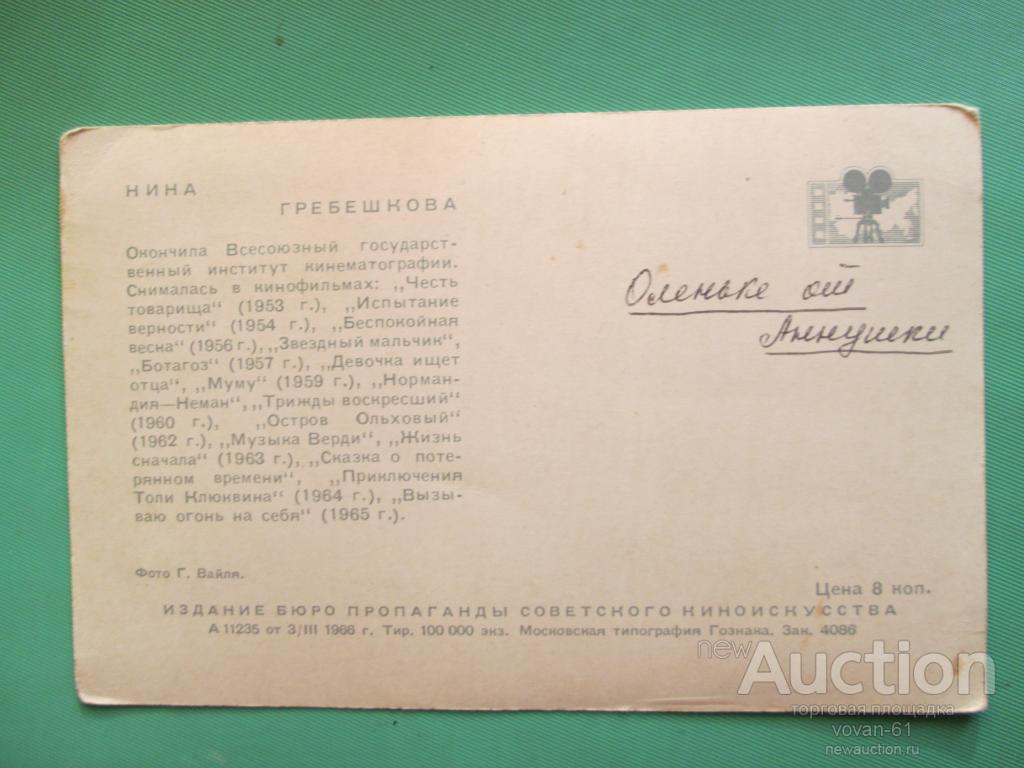 НИНА
ГРЕБЕШКОВА
Окончила Всесоюзный государст-
венный институт кинематографии.
Снималась в кинофильмах: „Честь
товарища“ (1953 г.), „Испытание
верности“ (1954 г.), „Беспокойная
весна“ (1956 г.), „Звездный мальчик“,
„Ботагоз“ (1957 г.), „Девочка ищет
отца“, „Муму“ (1959 г.), „Норман-
дия—Неман“, „Трижды воскресший“
(1960 г.), „Остров Ольховый“
(1962 г.), „Музыка Верди“, „Жизнь
сначала“ (1963 г.), „Сказка о поте-
рянном времени“, „Приключения
Толи Клюквина“ (1964 г.), „Вызы-
ваю огонь на себя“ (1965 г.).
Фото Г. Вайля.
Оленьке от
Аннушки
Цена 8 коп.
ИЗДАНИЕ БЮРО ПРОПАГАНДЫ СОВЕТСКОГО КИНОИСКУССТВА
А 11235 от 3/III 1966 г. Тир. 100 000 экз. Московская типография Гознака. Зак. 4086
newAuction
торговая площадка
vovan-61
newauction.ru